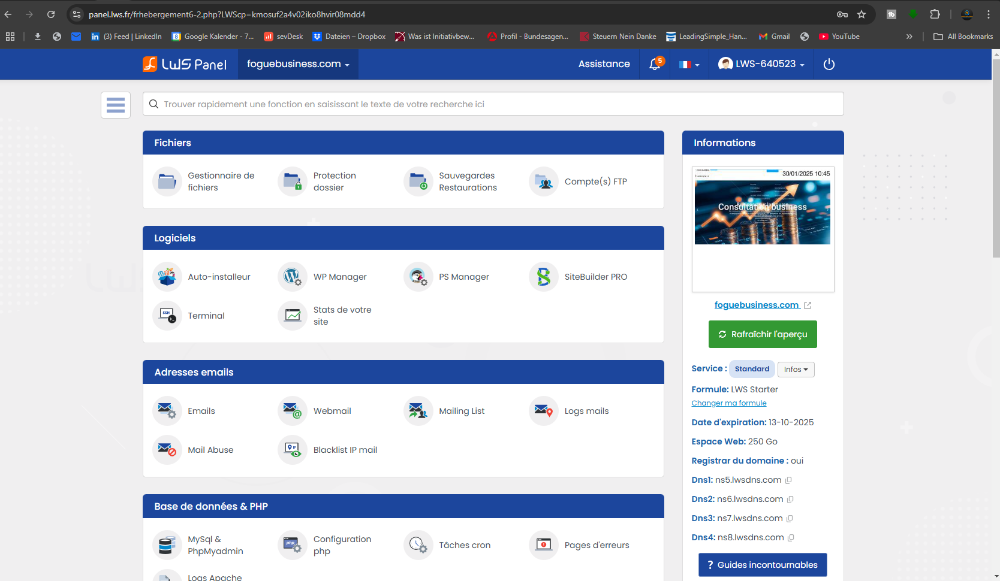 panel.lws.fr/frhebergement6-2.php?LWScp=kmosuf2a4v02iko8hvir08mdd4
(3) Feed | LinkedIn
Google Kalender - 7...
sevDesk
Dateien – Dropbox
Was ist Initiativbew...
Profil - Bundesagen...
Steuern Nein Danke
LeadingSimple_Han...
Gmail
YouTube
All Bookmarks
LWS Panel
foguebusiness.com
Assistance
5
LWS-640523
Trouver rapidement une fonction en saisissant le texte de votre recherche ici
Fichiers
Gestionnaire de
fichiers
Protection
dossier
Sauvegardes
Restaurations
Compte(s) FTP
Logiciels
Auto-installeur
WP Manager
PS Manager
SiteBuilder PRO
Terminal
Stats de votre
site
Adresses emails
Emails
Webmail
Mailing List
Logs mails
Mail Abuse
Blacklist IP mail
Base de données & PHP
MySql &
PhpMyadmin
Configuration
php
Tâches cron
Pages d'erreurs
Logs Apache
Informations
30/01/2025 10:45
Consultation business
foguebusiness.com
Rafraîchir l'aperçu
Service : Standard Infos
Formule: LWS Starter
Changer ma formule
Date d'expiration: 13-10-2025
Espace Web: 250 Go
Registrar du domaine : oui
Dns1: ns5.lwsdns.com
Dns2: ns6.lwsdns.com
Dns3: ns7.lwsdns.com
Dns4: ns8.lwsdns.com
? Guides incontournables